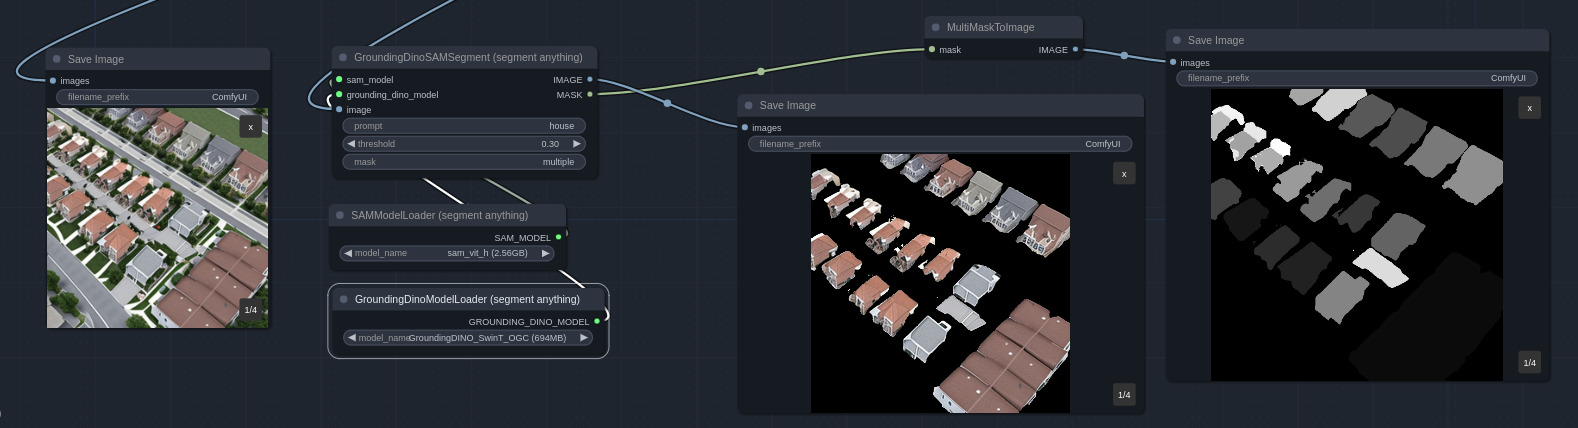 Save Image
images
filename_prefix ComfyUI
x
1/4
GroundingDinoSAMSegment (segment anything)
sam_model IMAGE
grounding_dino_model MASK
image
prompt house
threshold 0.30
mask multiple
SAMModelLoader (segment anything)
SAM_MODEL
model_name sam_vit_h (2.56GB)
GroundingDinoModelLoader (segment anything)
GROUNDING_DINO_MODEL
model_name GroundingDINO_SwinT_OGC (694MB)
Save Image
images
filename_prefix ComfyUI
x
1/4
MultiMaskToImage
mask IMAGE
Save Image
images
filename_prefix ComfyUI
x
1/4